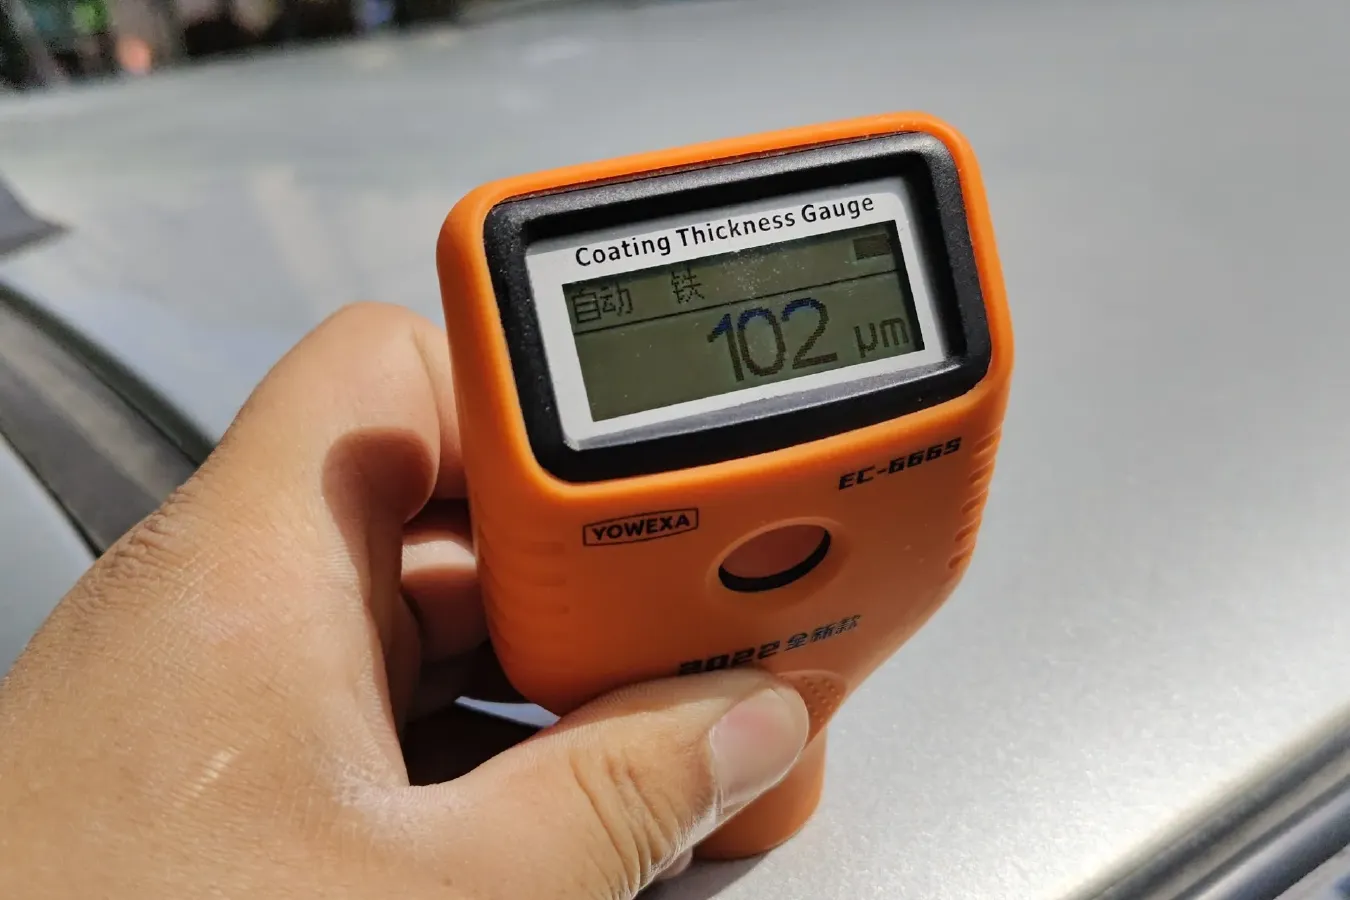 Coating Thickness Gauge
自动 铁
102 μm
EC-666S
YOWEXA
2022全新款